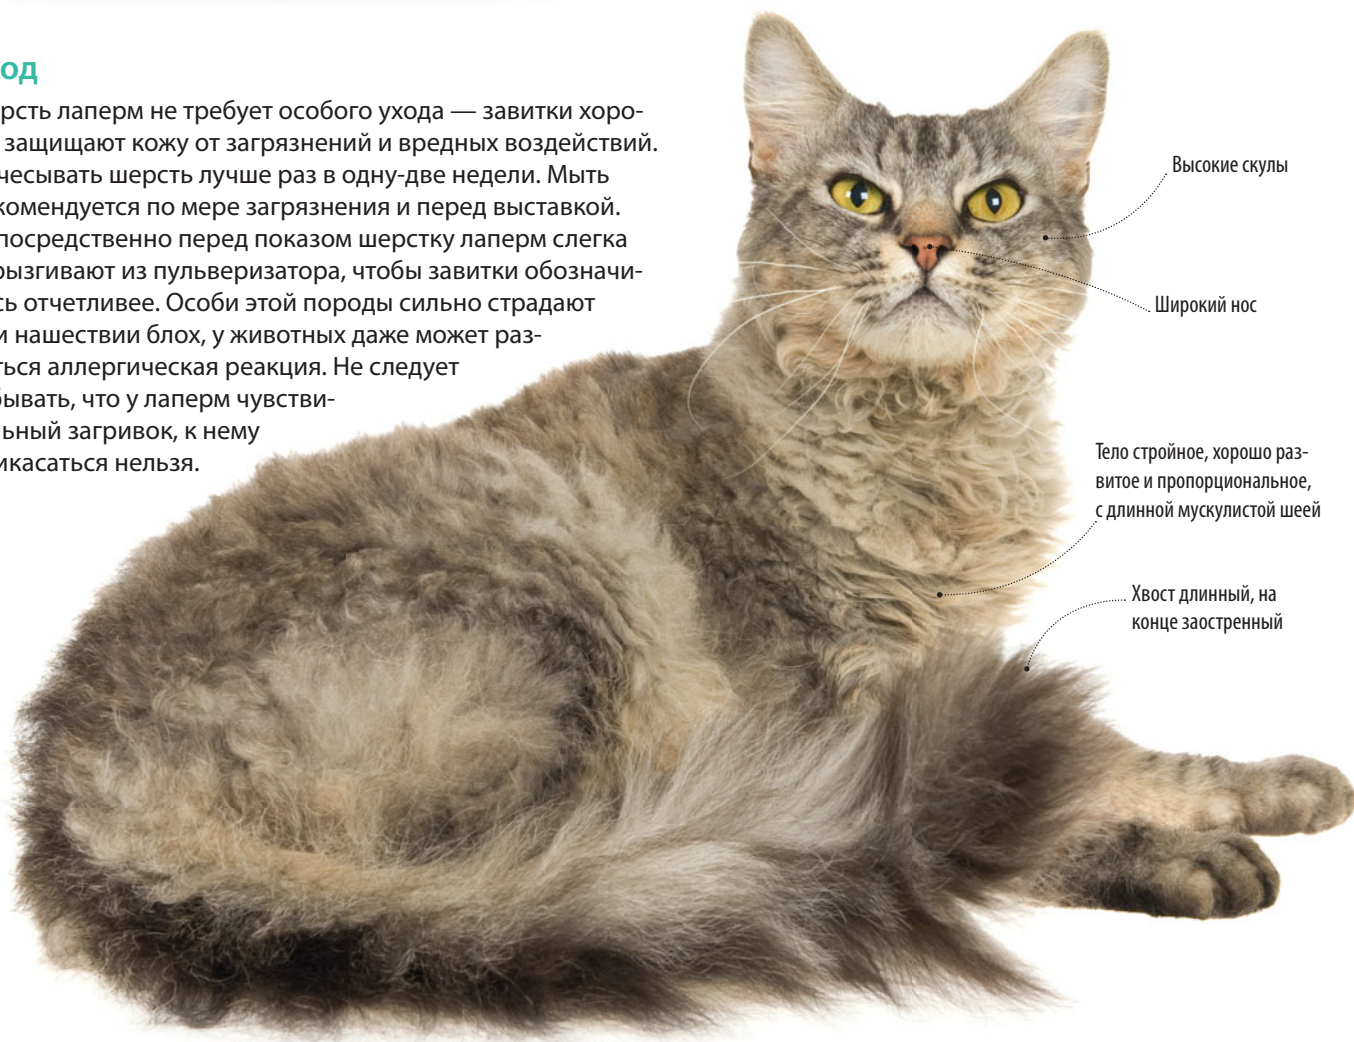 од
рсть лаперм не требует особого ухода — завитки хоро-
защищают кожу от загрязнений и вредных воздействий.
чесывать шерсть лучше раз в одну-две недели. Мыть
комендуется по мере загрязнения и перед выставкой.
посредственно перед показом шерстку лаперм слегка
рызгивают из пульверизатора, чтобы завитки обозначи-
сь отчетливее. Особи этой породы сильно страдают
и нашествии блох, у животных даже может раз-
ться аллергическая реакция. Не следует
бывать, что у лаперм чувстви-
льный загривок, к нему
икасаться нельзя.
Высокие скулы
Широкий нос
Тело стройное, хорошо раз-
витое и пропорциональное,
с длинной мускулистой шеей
Хвост длинный, на
конце заостренный